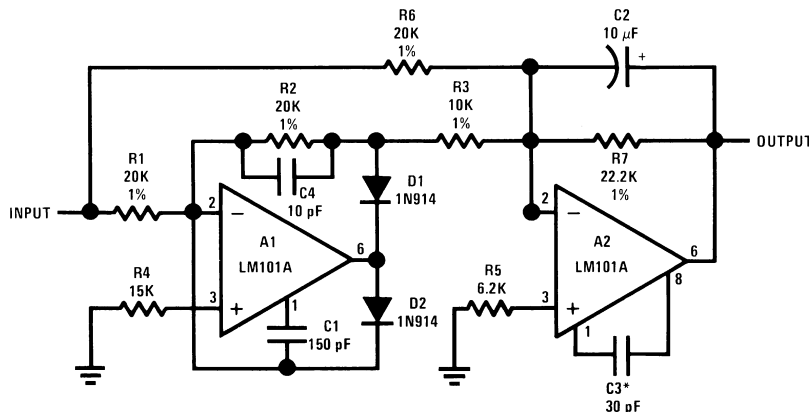 R6
20K
1%
C2
10 μF
+
R2
20K
1%
R3
10K
1%
OUTPUT
R7
22.2K
1%
R1
20K
1%
C4
10 pF
D1
1N914
INPUT
2
−
A1
LM101A
6
2
−
A2
LM101A
6
8
R4
15K
3
+
1
D2
1N914
R5
6.2K
3
+
1
C1
150 pF
C3*
30 pF